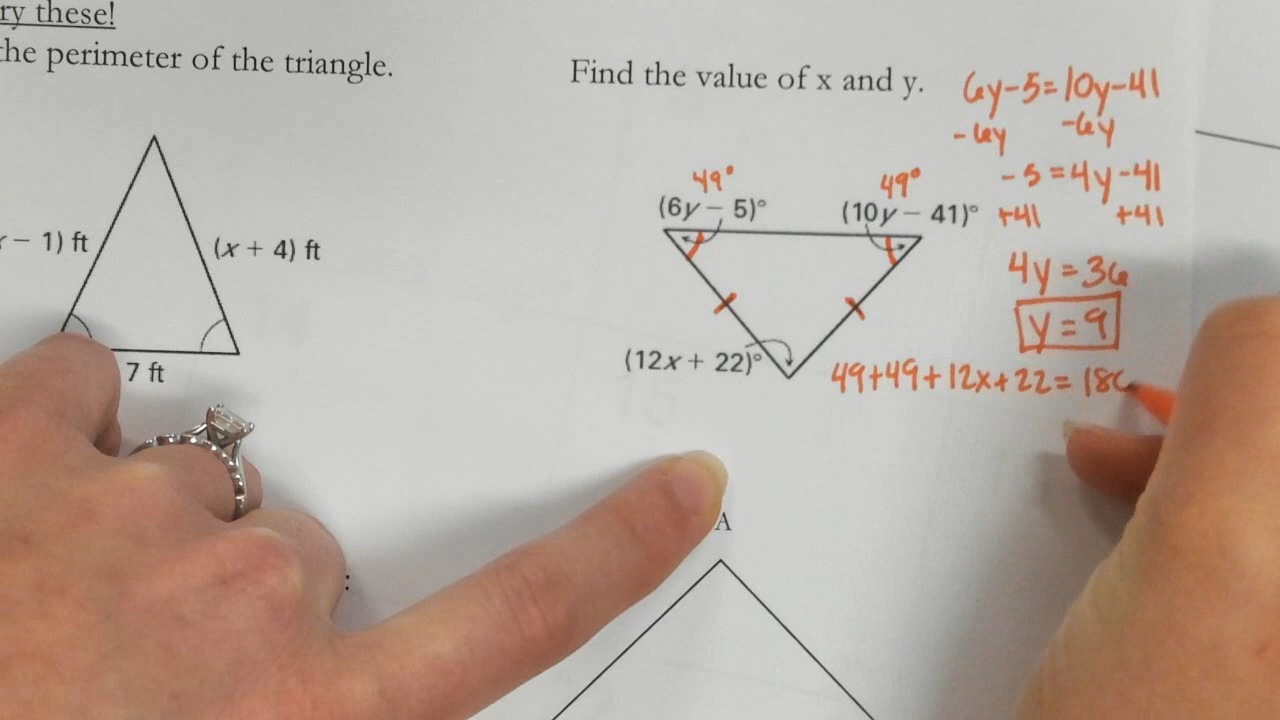 ry these!
the perimeter of the triangle.
- 1) ft
(x + 4) ft
7 ft
:
Find the value of x and y.
49° 49°
(6y – 5)° (10y – 41)°
(12x + 22)°
6y-5=10y-41
-6y -6y
-5=4y-41
+41 +41
4y=36
y=9
49+49+12x+22=180
A